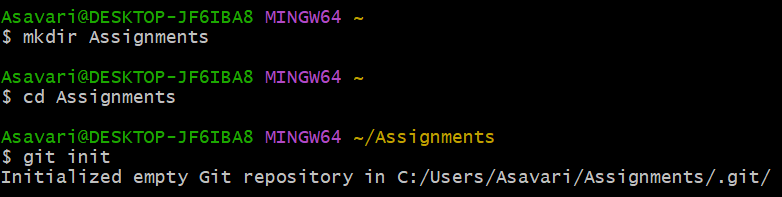 Asavari@DESKTOP-JF6IBA8 MINGW64 ~
$ mkdir Assignments
Asavari@DESKTOP-JF6IBA8 MINGW64 ~
$ cd Assignments
Asavari@DESKTOP-JF6IBA8 MINGW64 ~/Assignments
$ git init
Initialized empty Git repository in C:/Users/Asavari/Assignments/.git/